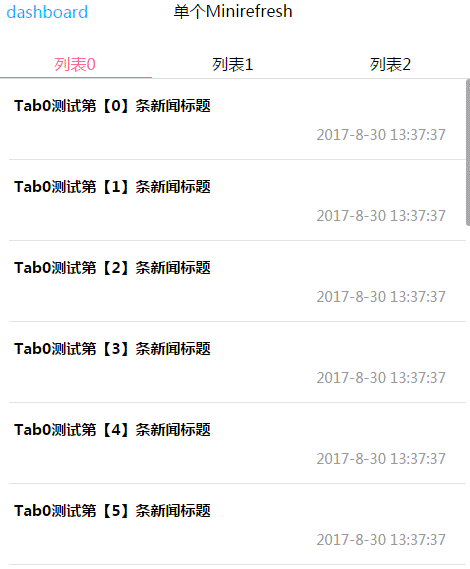 dashboard 单个Minirefresh
列表0 列表1 列表2
Tab0测试第【0】条新闻标题
2017-8-30 13:37:37
Tab0测试第【1】条新闻标题
2017-8-30 13:37:37
Tab0测试第【2】条新闻标题
2017-8-30 13:37:37
Tab0测试第【3】条新闻标题
2017-8-30 13:37:37
Tab0测试第【4】条新闻标题
2017-8-30 13:37:37
Tab0测试第【5】条新闻标题
2017-8-30 13:37:37